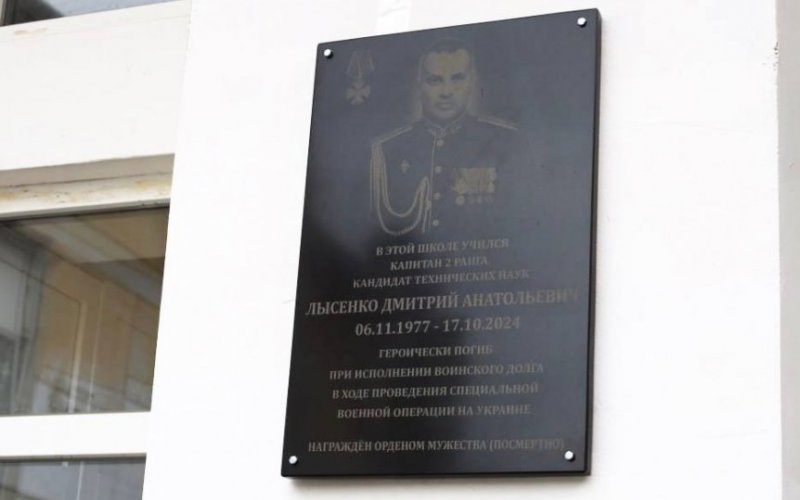 В ЭТОЙ ШКОЛЕ УЧИЛСЯ
КАПИТАН 2 РАНГА,
КАНДИДАТ ТЕХНИЧЕСКИХ НАУК
ЛЫСЕНКО ДМИТРИЙ АНАТОЛЬЕВИЧ
06.11.1977 - 17.10.2024
ГЕРОИЧЕСКИ ПОГИБ
ПРИ ИСПОЛНЕНИИ ВОИНСКОГО ДОЛГА
В ХОДЕ ПРОВЕДЕНИЯ СПЕЦИАЛЬНОЙ
ВОЕННОЙ ОПЕРАЦИИ НА УКРАИНЕ
НАГРАЖДЁН ОРДЕНОМ МУЖЕСТВА (ПОСМЕРТНО)